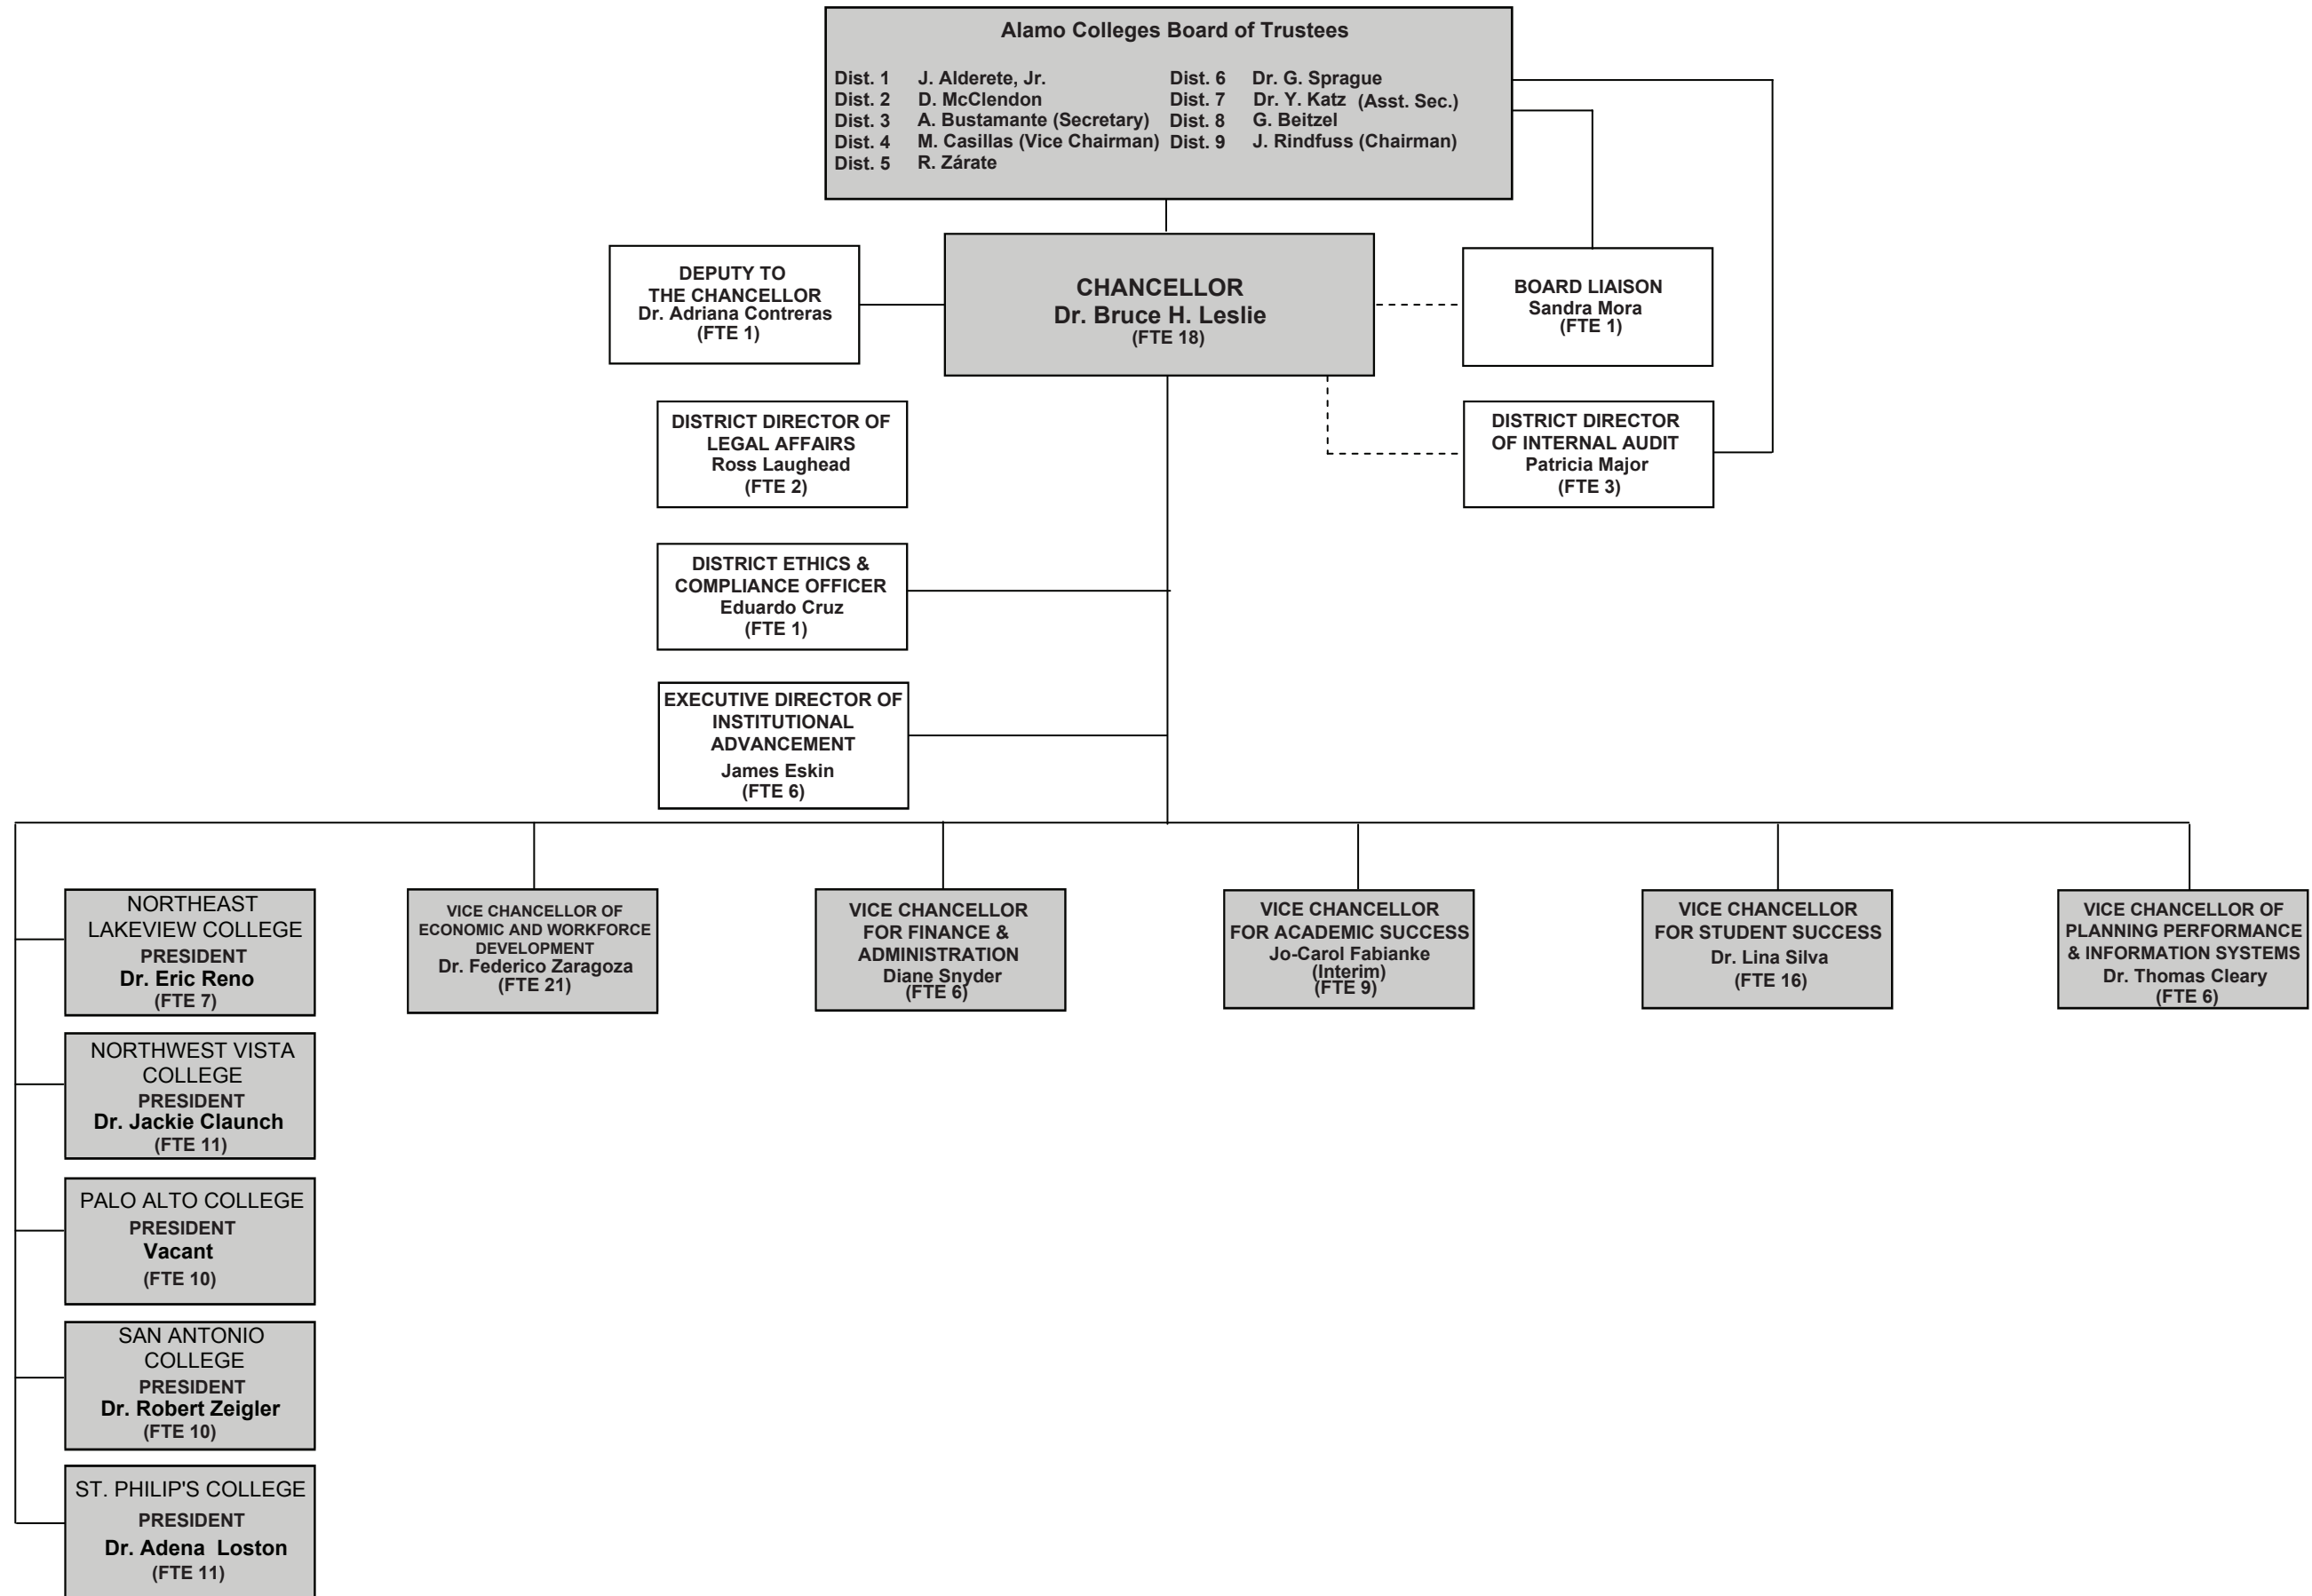 Alamo Colleges Board of Trustees
Dist. 1 J. Alderete, Jr. Dist. 6 Dr. G. Sprague
Dist. 2 D. McClendon Dist. 7 Dr. Y. Katz (Asst. Sec.)
Dist. 3 A. Bustamante (Secretary) Dist. 8 G. Beitzel
Dist. 4 M. Casillas (Vice Chairman) Dist. 9 J. Rindfuss (Chairman)
Dist. 5 R. Zárate
DEPUTY TO
THE CHANCELLOR
Dr. Adriana Contreras
(FTE 1)
CHANCELLOR
Dr. Bruce H. Leslie
(FTE 18)
BOARD LIAISON
Sandra Mora
(FTE 1)
DISTRICT DIRECTOR OF
LEGAL AFFAIRS
Ross Laughead
(FTE 2)
DISTRICT DIRECTOR
OF INTERNAL AUDIT
Patricia Major
(FTE 3)
DISTRICT ETHICS &
COMPLIANCE OFFICER
Eduardo Cruz
(FTE 1)
EXECUTIVE DIRECTOR OF
INSTITUTIONAL
ADVANCEMENT
James Eskin
(FTE 6)
NORTHEAST
LAKEVIEW COLLEGE
PRESIDENT
Dr. Eric Reno
(FTE 7)
VICE CHANCELLOR OF
ECONOMIC AND WORKFORCE
DEVELOPMENT
Dr. Federico Zaragoza
(FTE 21)
VICE CHANCELLOR
FOR FINANCE &
ADMINISTRATION
Diane Snyder
(FTE 6)
VICE CHANCELLOR
FOR ACADEMIC SUCCESS
Jo-Carol Fabianke
(Interim)
(FTE 9)
VICE CHANCELLOR
FOR STUDENT SUCCESS
Dr. Lina Silva
(FTE 16)
VICE CHANCELLOR OF
PLANNING PERFORMANCE
& INFORMATION SYSTEMS
Dr. Thomas Cleary
(FTE 6)
NORTHWEST VISTA
COLLEGE
PRESIDENT
Dr. Jackie Claunch
(FTE 11)
PALO ALTO COLLEGE
PRESIDENT
Vacant
(FTE 10)
SAN ANTONIO
COLLEGE
PRESIDENT
Dr. Robert Zeigler
(FTE 10)
ST. PHILIP'S COLLEGE
PRESIDENT
Dr. Adena Loston
(FTE 11)